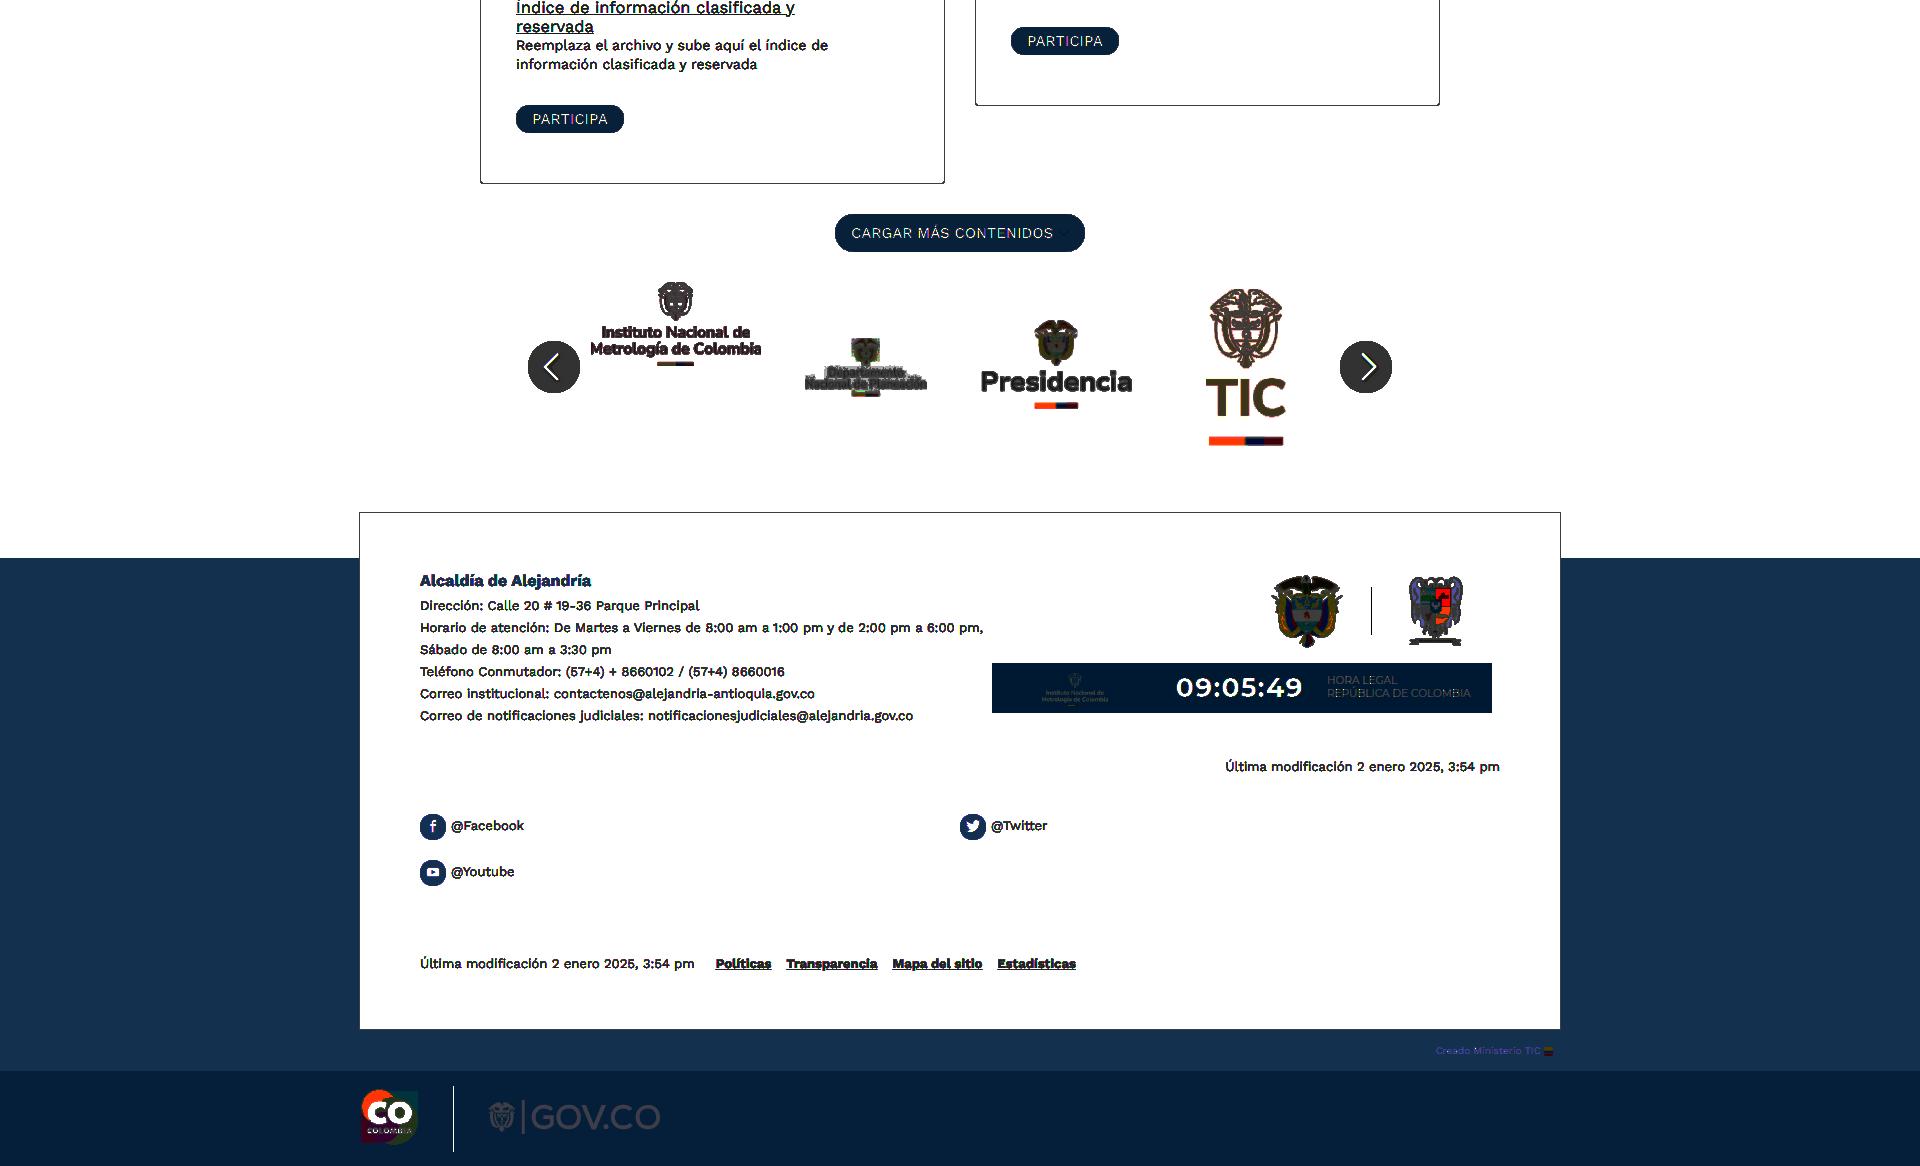 Índice de información clasificada y
reservada
Reemplaza el archivo y sube aquí el índice de
información clasificada y reservada
PARTICIPA
PARTICIPA
CARGAR MÁS CONTENIDOS
Instituto Nacional de
Metrología de Colombia
Departamento
Nacional de Planeación
Presidencia
TIC
Alcaldía de Alejandría
Dirección: Calle 20 # 19-36 Parque Principal
Horario de atención: De Martes a Viernes de 8:00 am a 1:00 pm y de 2:00 pm a 6:00 pm,
Sábado de 8:00 am a 3:30 pm
Teléfono Conmutador: (57+4) + 8660102 / (57+4) 8660016
Correo institucional: contactenos@alejandria-antioquia.gov.co
Correo de notificaciones judiciales: notificacionesjudiciales@alejandria.gov.co
Instituto Nacional de
Metrología de Colombia
09:05:49
HORA LEGAL
REPÚBLICA DE COLOMBIA
Última modificación 2 enero 2025, 3:54 pm
@Facebook
@Twitter
@Youtube
Última modificación 2 enero 2025, 3:54 pm Políticas Transparencia Mapa del sitio Estadísticas
Creado Ministerio TIC
CO
COLOMBIA
GOV.CO